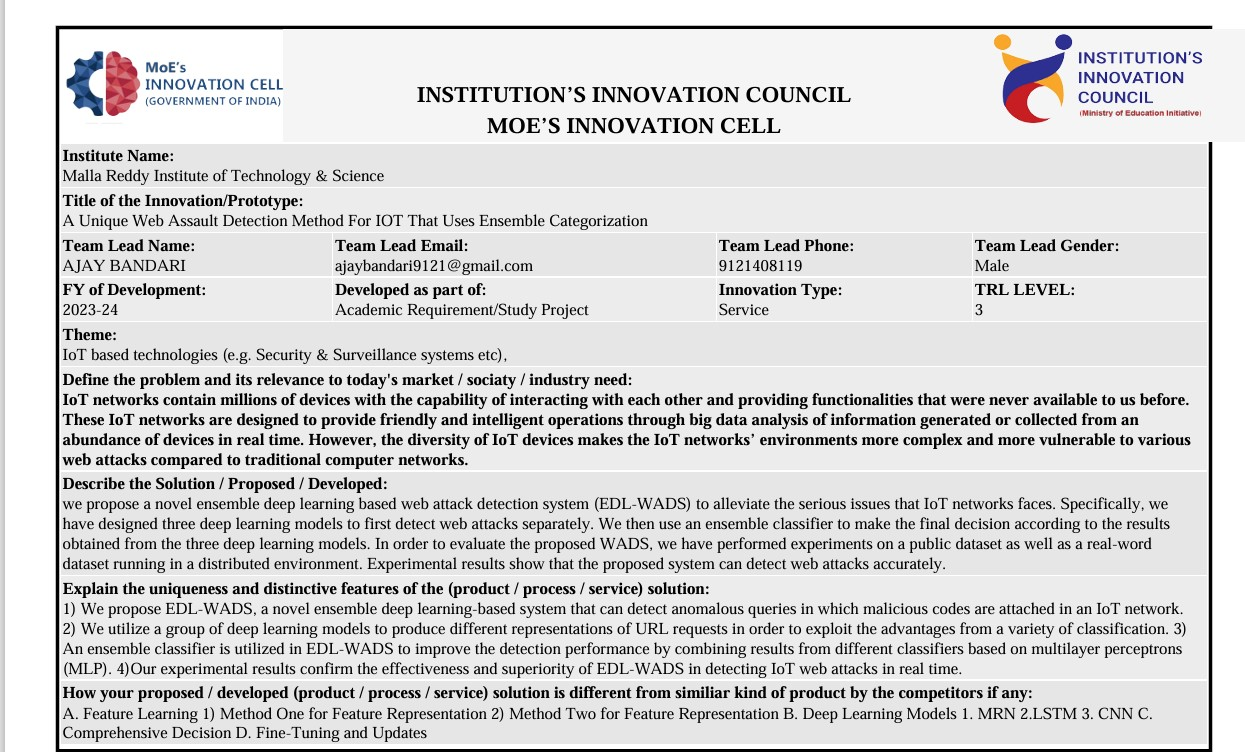 MoE's
INNOVATION CELL
(GOVERNMENT OF INDIA)
INSTITUTION'S INNOVATION COUNCIL
MOE'S INNOVATION CELL
INSTITUTION'S
INNOVATION
COUNCIL
(Ministry of Education Initiative)
Institute Name:
Malla Reddy Institute of Technology & Science
Title of the Innovation/Prototype:
A Unique Web Assault Detection Method For IOT That Uses Ensemble Categorization
Team Lead Name: Team Lead Email: Team Lead Phone: Team Lead Gender:
AJAY BANDARI ajaybandari9121@gmail.com 9121408119 Male
FY of Development: Developed as part of: Innovation Type: TRL LEVEL:
2023-24 Academic Requirement/Study Project Service 3
Theme:
IoT based technologies (e.g. Security & Surveillance systems etc),
Define the problem and its relevance to today's market / sociaty / industry need:
IoT networks contain millions of devices with the capability of interacting with each other and providing functionalities that were never available to us before.
These IoT networks are designed to provide friendly and intelligent operations through big data analysis of information generated or collected from an
abundance of devices in real time. However, the diversity of IoT devices makes the IoT networks' environments more complex and more vulnerable to various
web attacks compared to traditional computer networks.
Describe the Solution / Proposed / Developed:
we propose a novel ensemble deep learning based web attack detection system (EDL-WADS) to alleviate the serious issues that IoT networks faces. Specifically, we
have designed three deep learning models to first detect web attacks separately. We then use an ensemble classifier to make the final decision according to the results
obtained from the three deep learning models. In order to evaluate the proposed WADS, we have performed experiments on a public dataset as well as a real-word
dataset running in a distributed environment. Experimental results show that the proposed system can detect web attacks accurately.
Explain the uniqueness and distinctive features of the (product / process / service) solution:
1) We propose EDL-WADS, a novel ensemble deep learning-based system that can detect anomalous queries in which malicious codes are attached in an IoT network.
2) We utilize a group of deep learning models to produce different representations of URL requests in order to exploit the advantages from a variety of classification. 3)
An ensemble classifier is utilized in EDL-WADS to improve the detection performance by combining results from different classifiers based on multilayer perceptrons
(MLP). 4)Our experimental results confirm the effectiveness and superiority of EDL-WADS in detecting IoT web attacks in real time.
How your proposed / developed (product / process / service) solution is different from similiar kind of product by the competitors if any:
A. Feature Learning 1) Method One for Feature Representation 2) Method Two for Feature Representation B. Deep Learning Models 1. MRN 2.LSTM 3. CNN C.
Comprehensive Decision D. Fine-Tuning and Updates